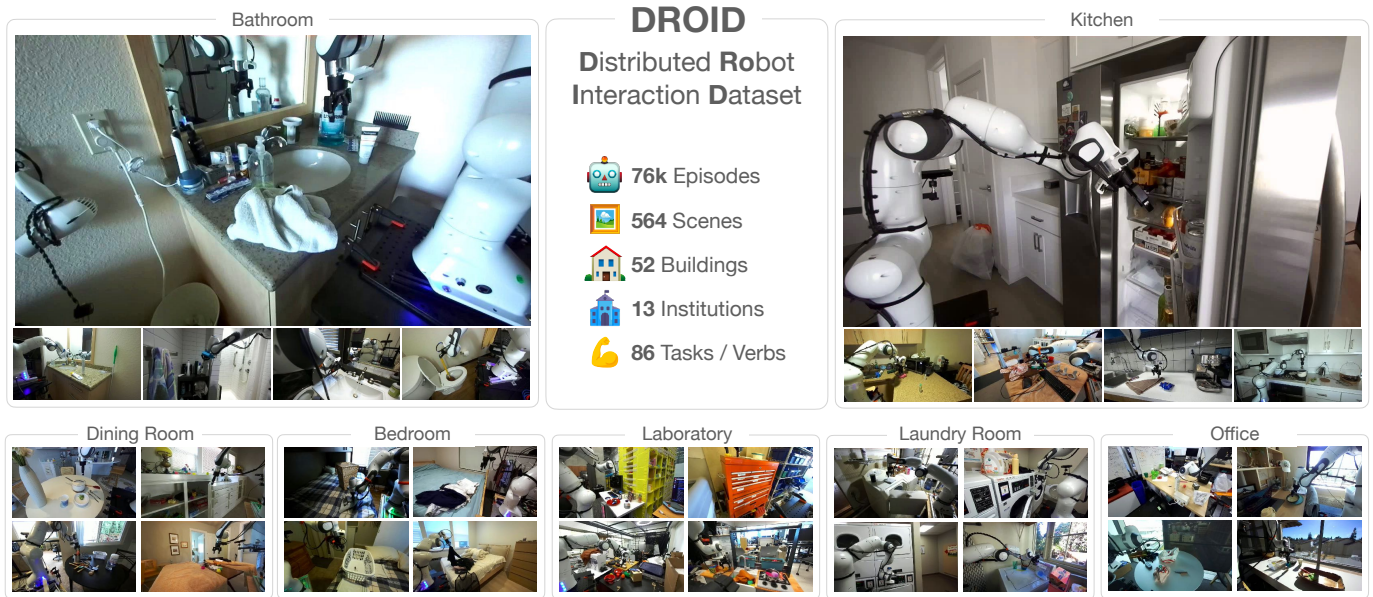 Bathroom
DROID
Distributed Robot
Interaction Dataset
76k Episodes
564 Scenes
52 Buildings
13 Institutions
86 Tasks / Verbs
Kitchen
Dining Room
Bedroom
Laboratory
Laundry Room
Office